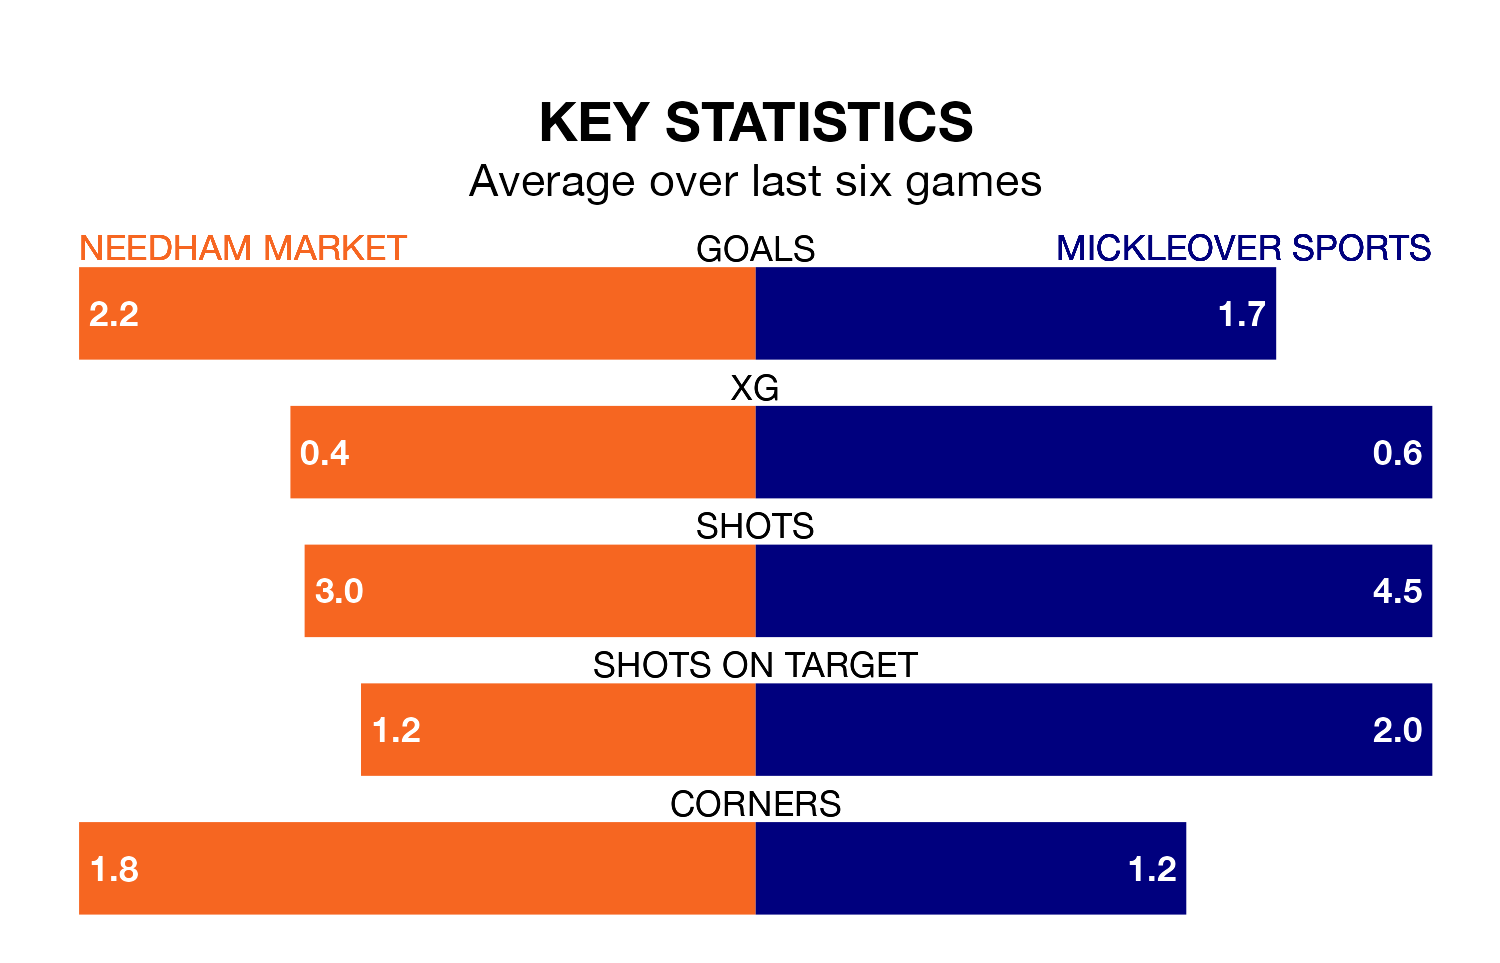 KEY STATISTICS
Average over last six games
NEEDHAM MARKET GOALS MICKLEOVER SPORTS
2.2 1.7
XG
0.4 0.6
SHOTS
3.0 4.5
SHOTS ON TARGET
1.2 2.0
CORNERS
1.8 1.2